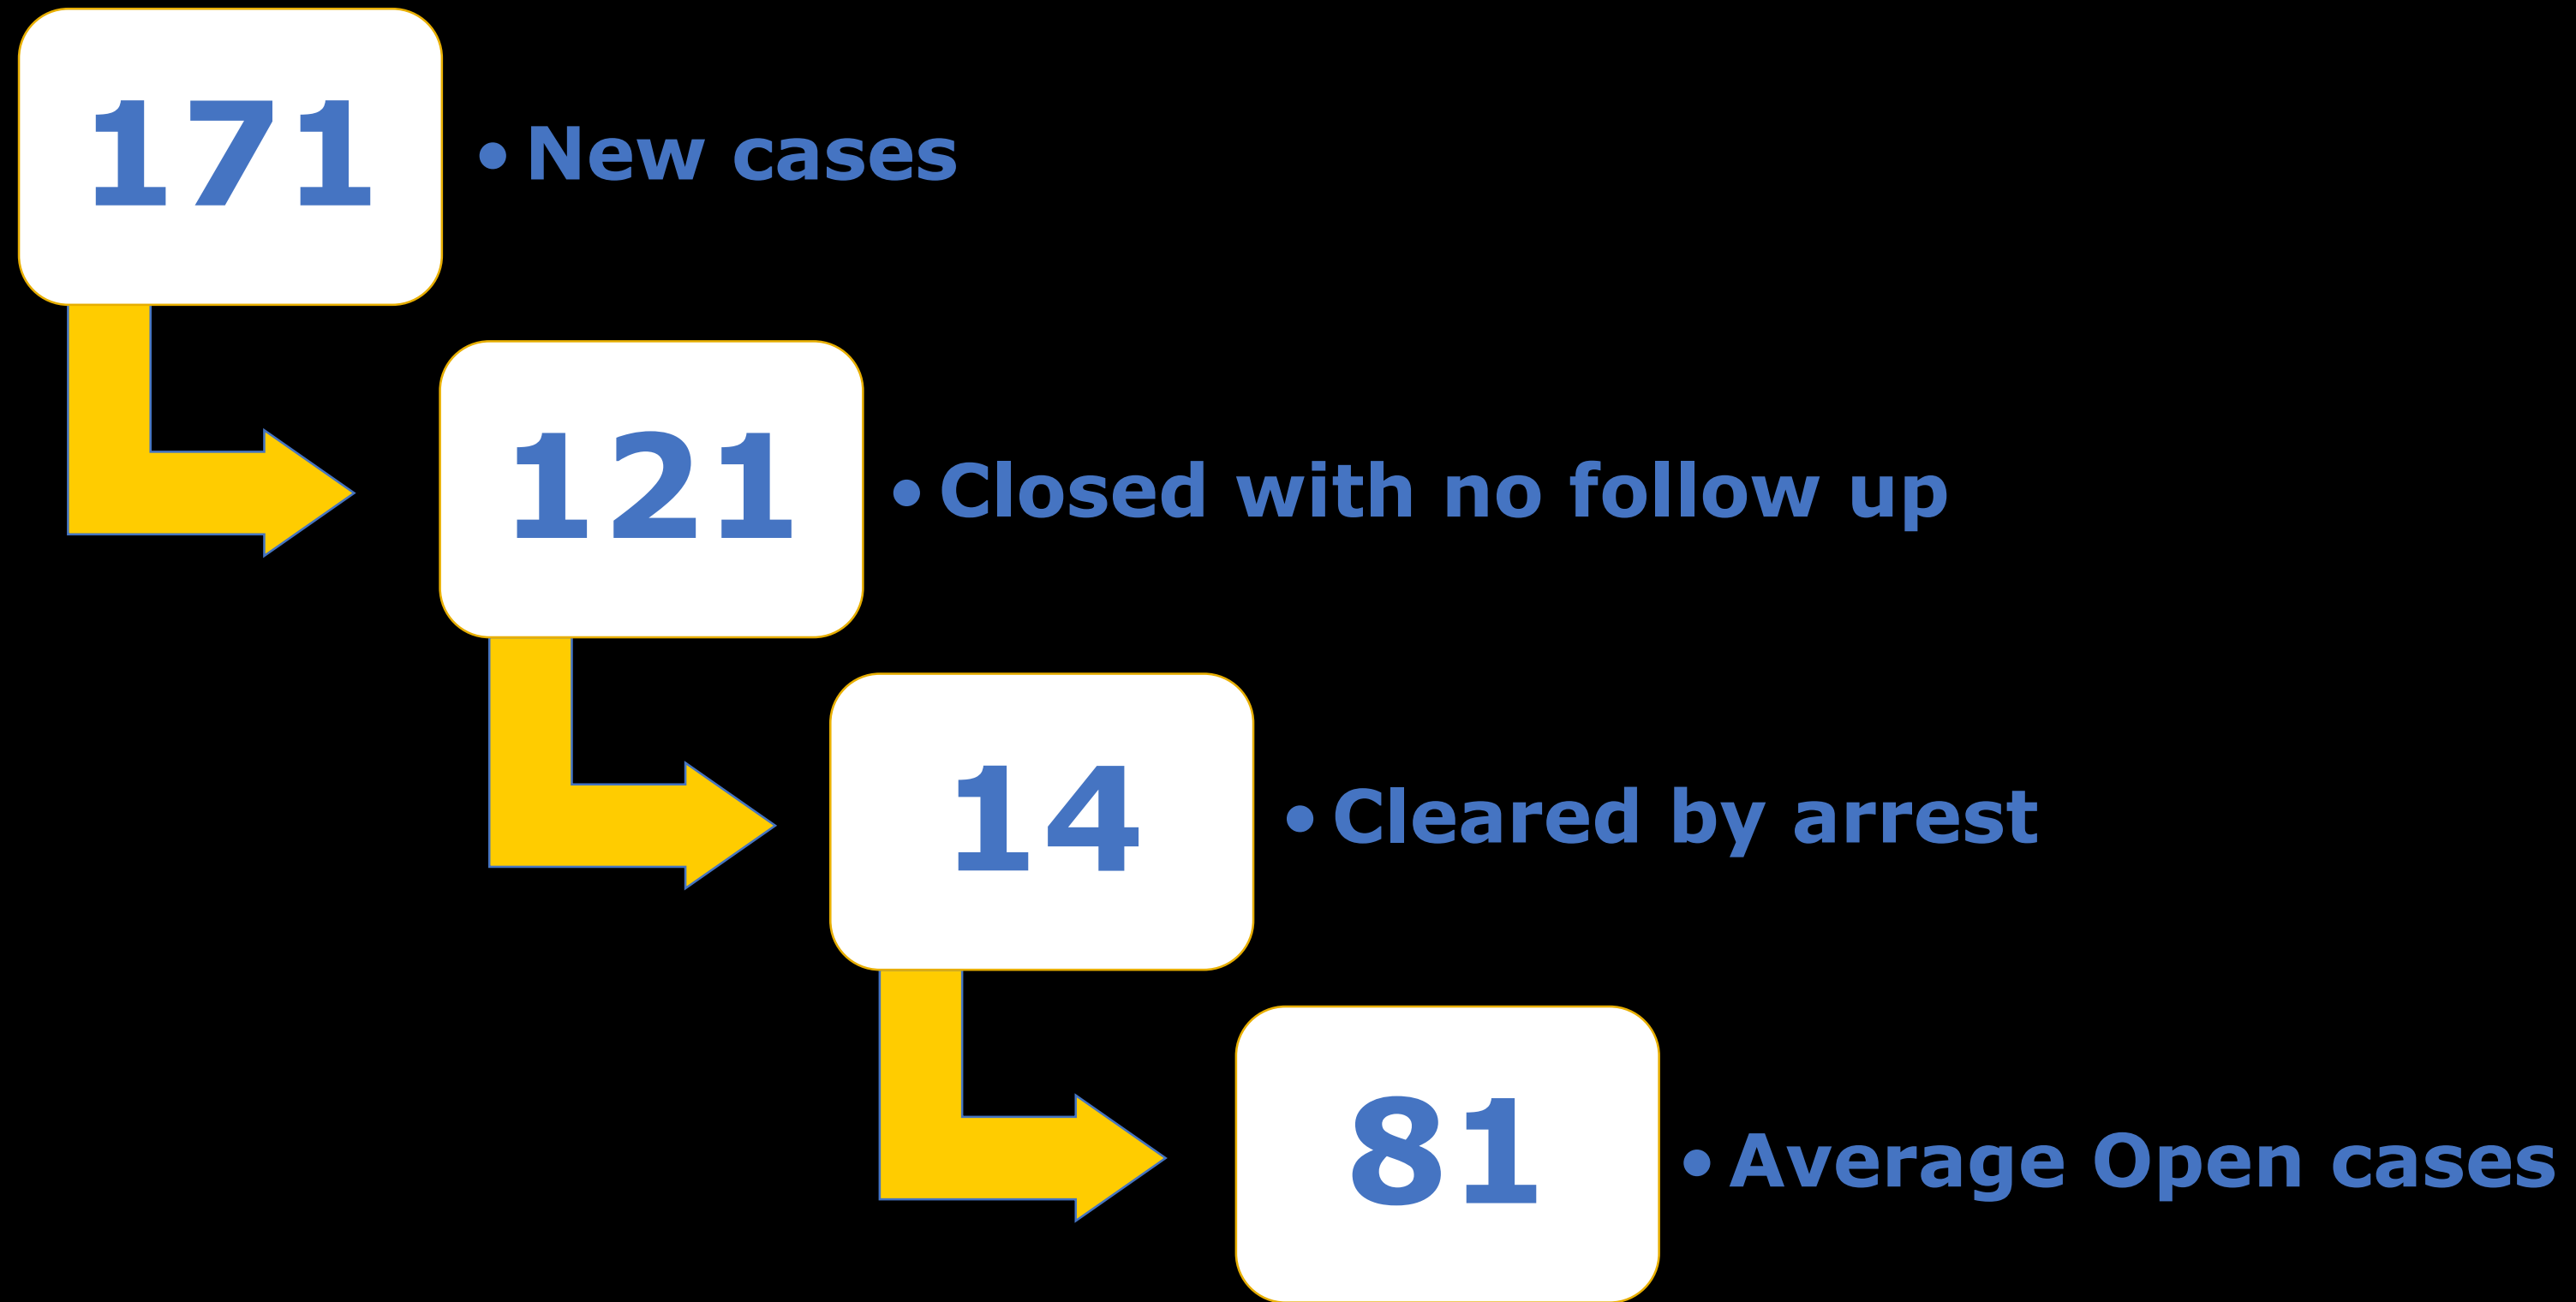 171
• New cases
121
• Closed with no follow up
14
• Cleared by arrest
81
• Average Open cases